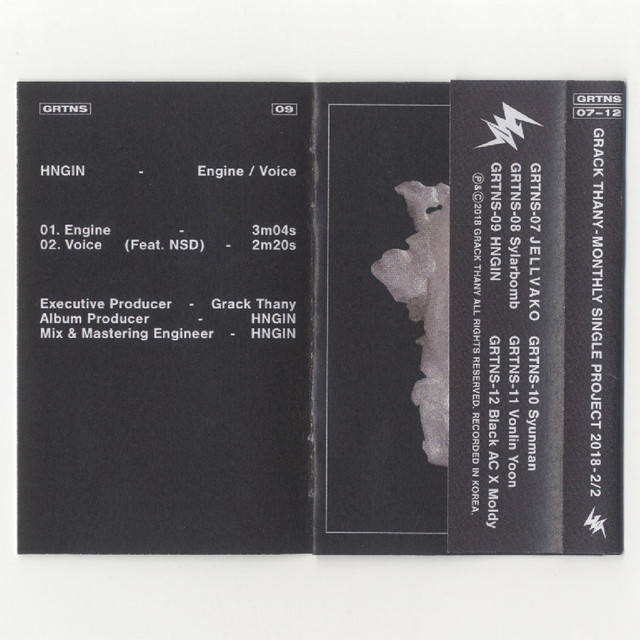 GRTNS 09
HNGIN - Engine / Voice
01. Engine - 3m04s
02. Voice (Feat. NSD) - 2m20s
Executive Producer - Grack Thany
Album Producer - HNGIN
Mix & Mastering Engineer - HNGIN
GRTNS-07 JELLVAKO
GRTNS-08 Sylarbomb
GRTNS-09 HNGIN
GRTNS-10 Syunman
GRTNS-11 Vonlin Yoon
GRTNS-12 Black AC X Moldy
Ⓟ&©2018 GRACK THANY ALL RIGHTS RESERVED. RECORDED IN KOREA.
GRTNS
07-12
GRACK THANY-MONTHLY SINGLE PROJECT 2018-2/2